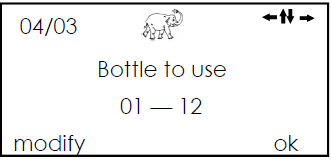 04/03
Bottle to use
01 — 12
modify ok